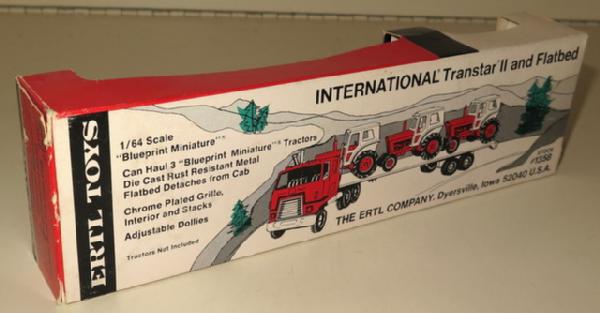 ERTL TOYS
INTERNATIONAL® Transtar® II and Flatbed
1/64 Scale
"Blueprint Miniature"™
Can Haul 3 "Blueprint Miniature"™ Tractors
Die Cast Rust Resistant Metal
Flatbed Detaches from Cab
Chrome Plated Grille,
Interior and Stacks
Adjustable Dollies
Tractors Not Included
STOCK
#1358
THE ERTL COMPANY, Dyersville, Iowa 52040 U.S.A.